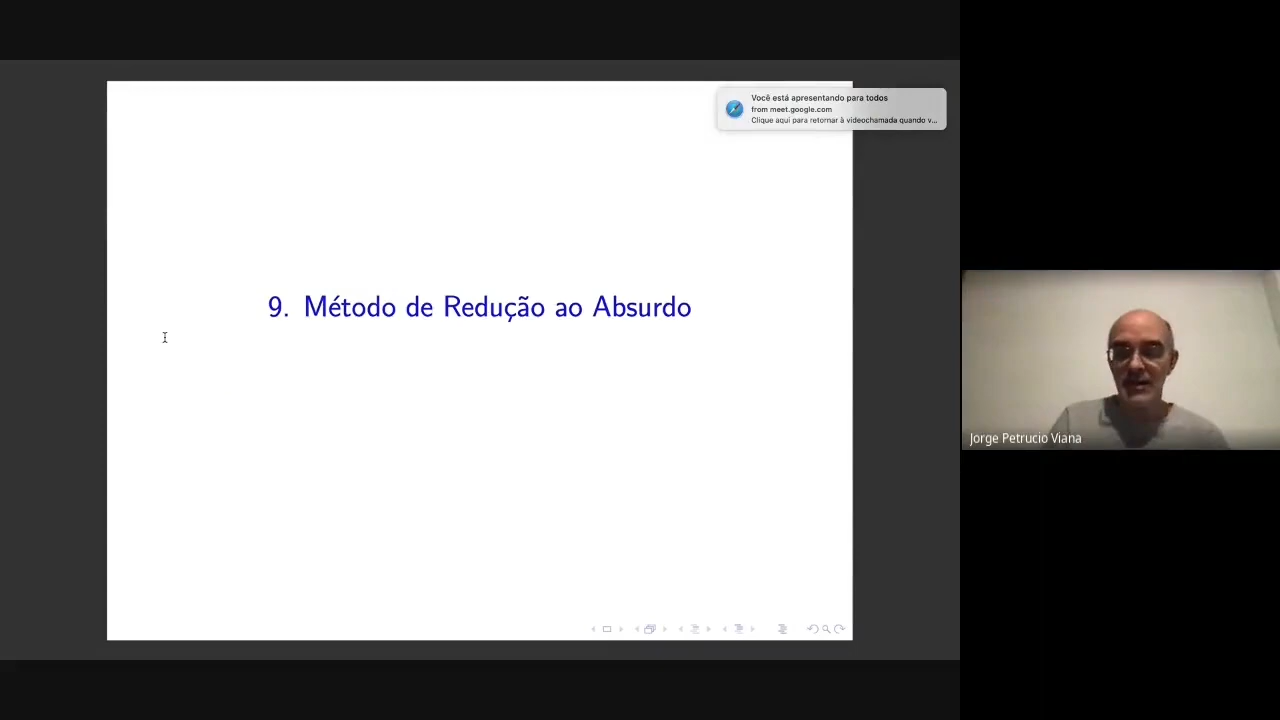 Você está apresentando para todos
from meet.google.com
Clique aqui para retornar à videochamada quando v...
9. Método de Redução ao Absurdo
Jorge Petrucio Viana